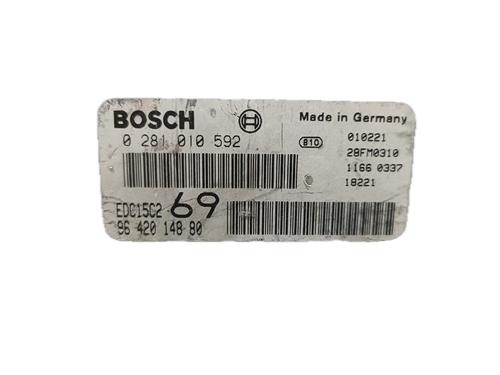 BOSCH
Made in Germany
0 281 010 592
810
010221
28FM0310
1166 0337
18221
EDC15C2 69
96 420 148 80